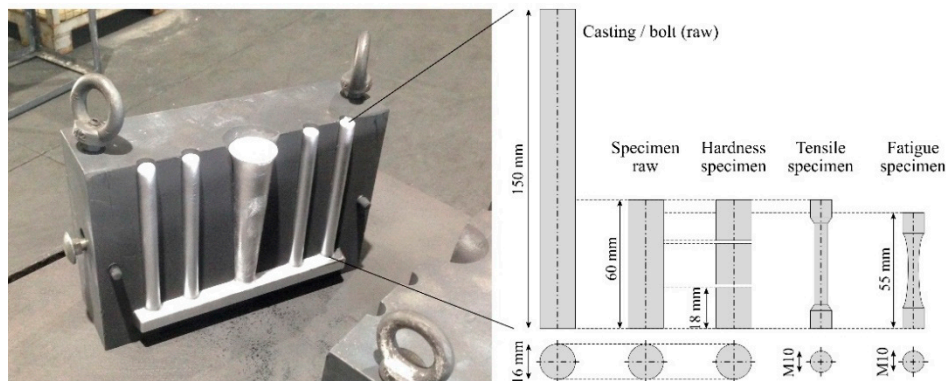 Casting / bolt (raw)
150 mm
Specimen
raw
Hardness
specimen
Tensile
specimen
Fatigue
specimen
60 mm
18 mm
55 mm
16 mm
M10
M10